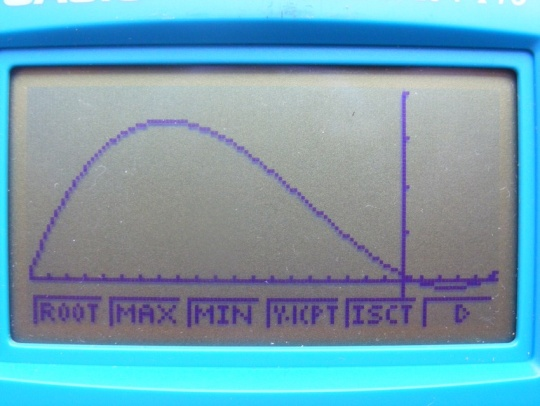 ROOT MAX MIN Y-ICPT ISCT D